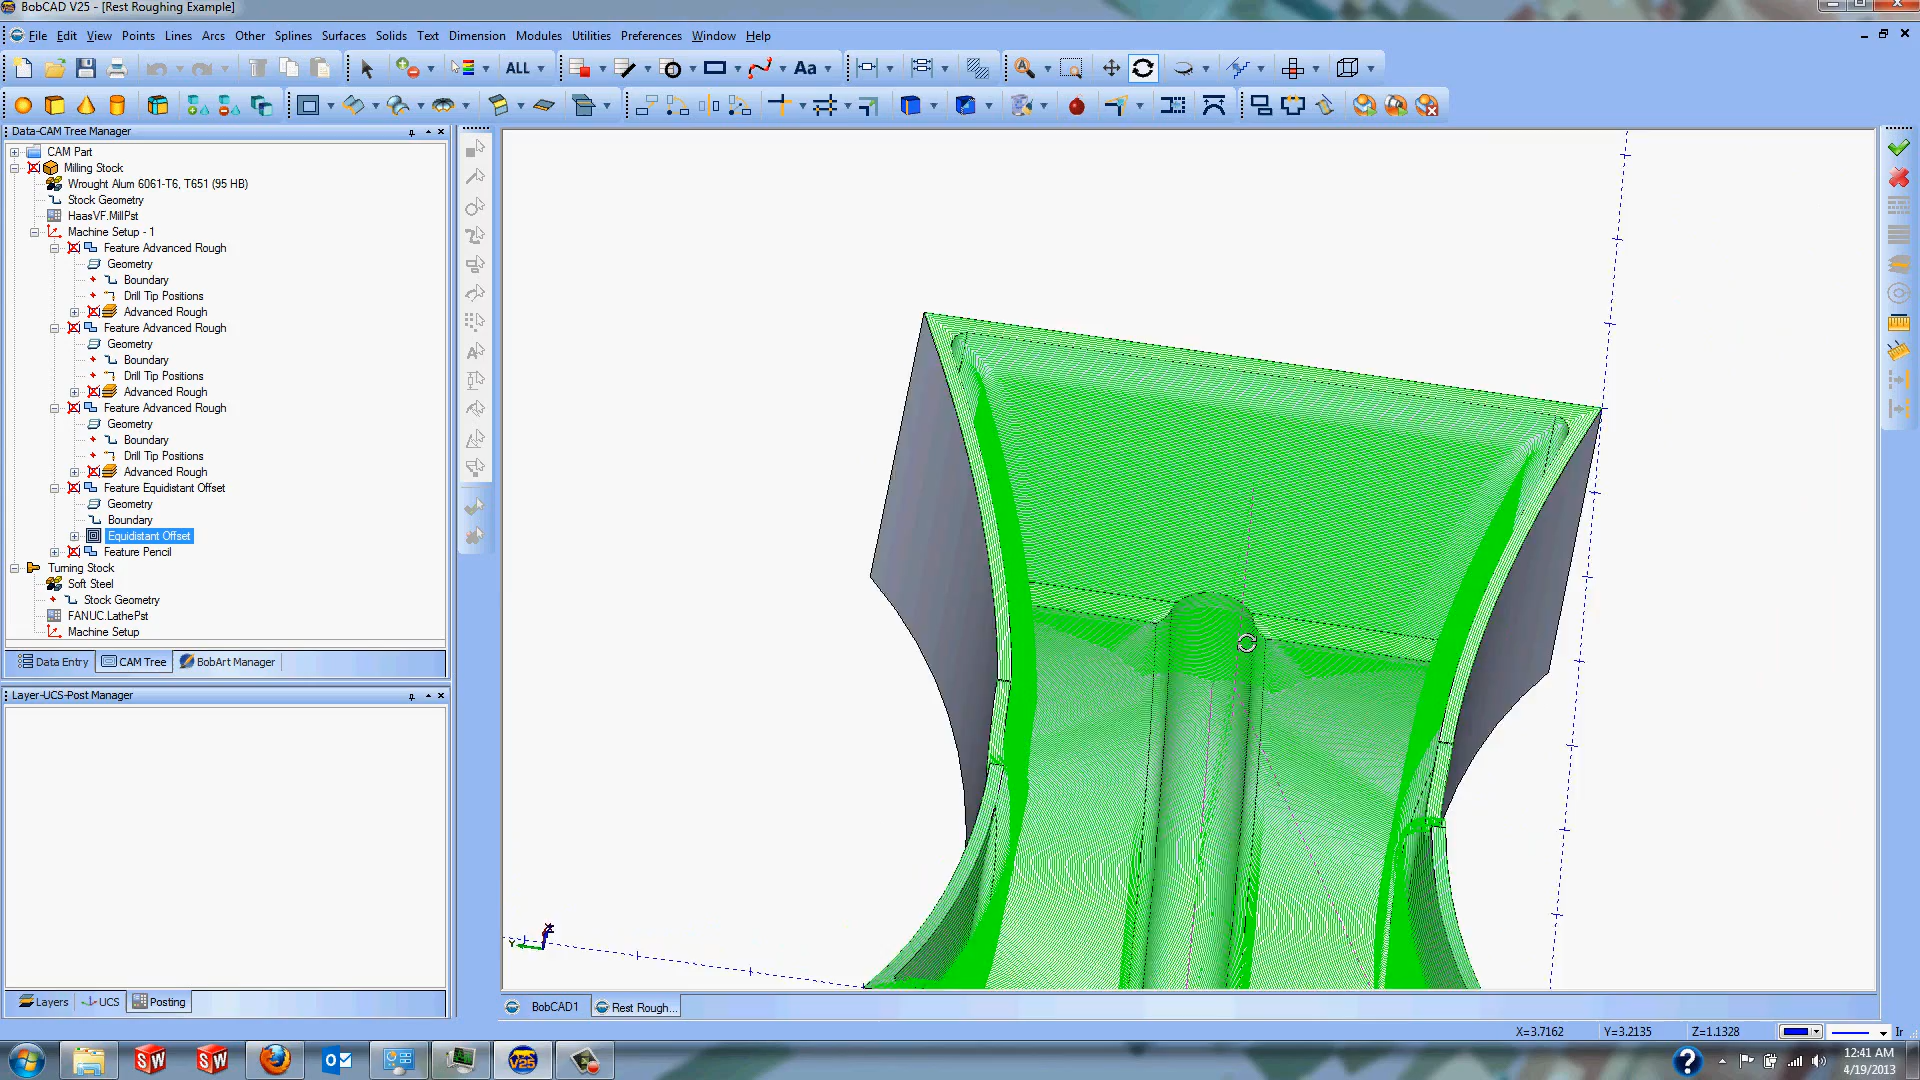 BobCAD V25 - [Rest Roughing Example]
File Edit View Points Lines Arcs Other Splines Surfaces Solids Text Dimension Modules Utilities Preferences Window Help
ALL
Aa
Data-CAM Tree Manager
CAM Part
Milling Stock
Wrought Alum 6061-T6, T651 (95 HB)
Stock Geometry
HaasVF.MillPst
Machine Setup - 1
Feature Advanced Rough
Geometry
Boundary
Drill Tip Positions
Advanced Rough
Feature Advanced Rough
Geometry
Boundary
Drill Tip Positions
Advanced Rough
Feature Advanced Rough
Geometry
Boundary
Drill Tip Positions
Advanced Rough
Feature Equidistant Offset
Geometry
Boundary
Equidistant Offset
Feature Pencil
Turning Stock
Soft Steel
Stock Geometry
FANUC.LathePst
Machine Setup
Data Entry CAM Tree BobArt Manager
Layer-UCS-Post Manager
Y
Layers UCS Posting
BobCAD1 Rest Rough...
X=3.7162 Y=3.2135 Z=1.1328
SW SW V25
12:41 AM
4/19/2013